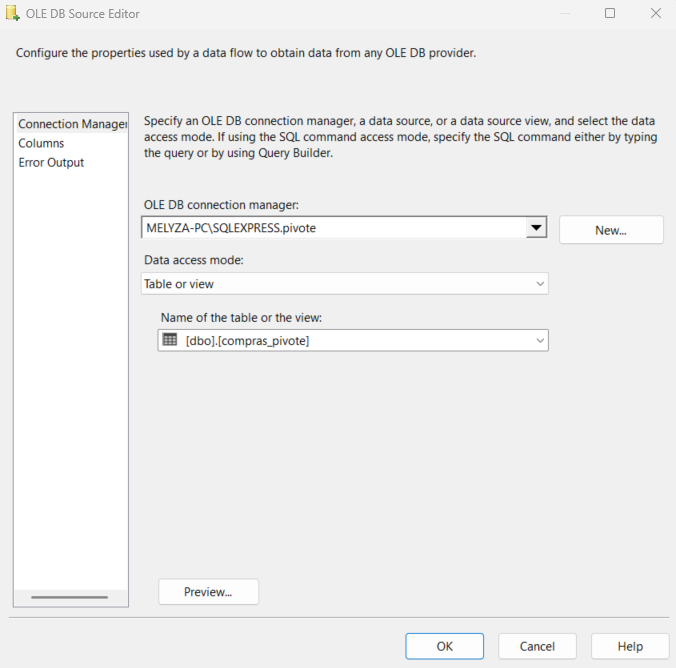 OLE DB Source Editor
Configure the properties used by a data flow to obtain data from any OLE DB provider.
Connection Manager
Columns
Error Output
Specify an OLE DB connection manager, a data source, or a data source view, and select the data
access mode. If using the SQL command access mode, specify the SQL command either by typing
the query or by using Query Builder.
OLE DB connection manager:
MELYZA-PC\SQLEXPRESS.pivote
New...
Data access mode:
Table or view
Name of the table or the view:
[dbo].[compras_pivote]
Preview...
OK
Cancel
Help